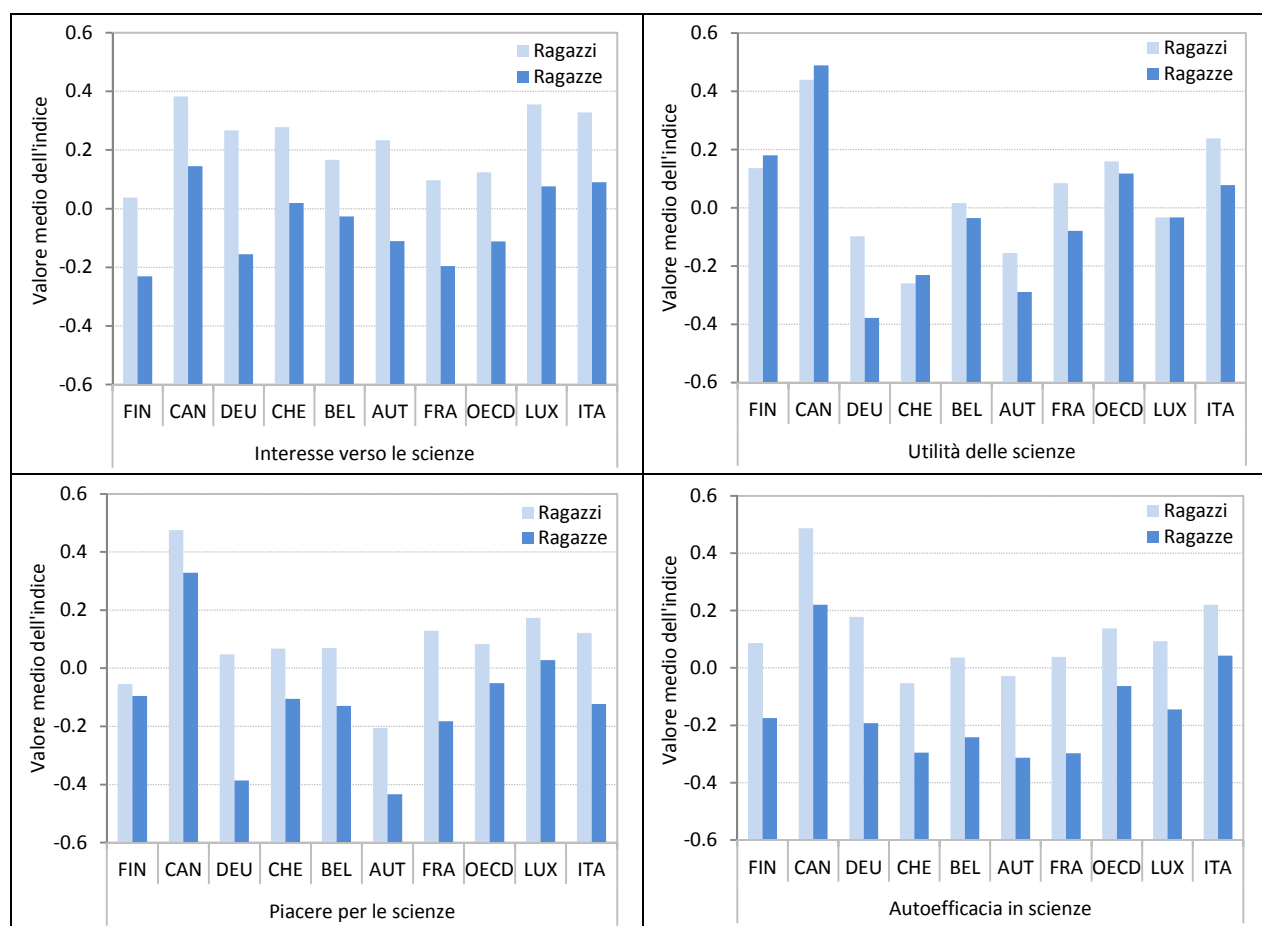 0.6
0.4
0.2
0.0
-0.2
-0.4
-0.6
Valore medio dell'indice
Ragazzi
Ragazze
FIN CAN DEU CHE BEL AUT FRA OECD LUX ITA
Interesse verso le scienze
0.6
0.4
0.2
0.0
-0.2
-0.4
-0.6
Valore medio dell'indice
Ragazzi
Ragazze
FIN CAN DEU CHE BEL AUT FRA OECD LUX ITA
Utilità delle scienze
0.6
0.4
0.2
0.0
-0.2
-0.4
-0.6
Valore medio dell'indice
Ragazzi
Ragazze
FIN CAN DEU CHE BEL AUT FRA OECD LUX ITA
Piacere per le scienze
0.6
0.4
0.2
0.0
-0.2
-0.4
-0.6
Valore medio dell'indice
Ragazzi
Ragazze
FIN CAN DEU CHE BEL AUT FRA OECD LUX ITA
Autoefficacia in scienze